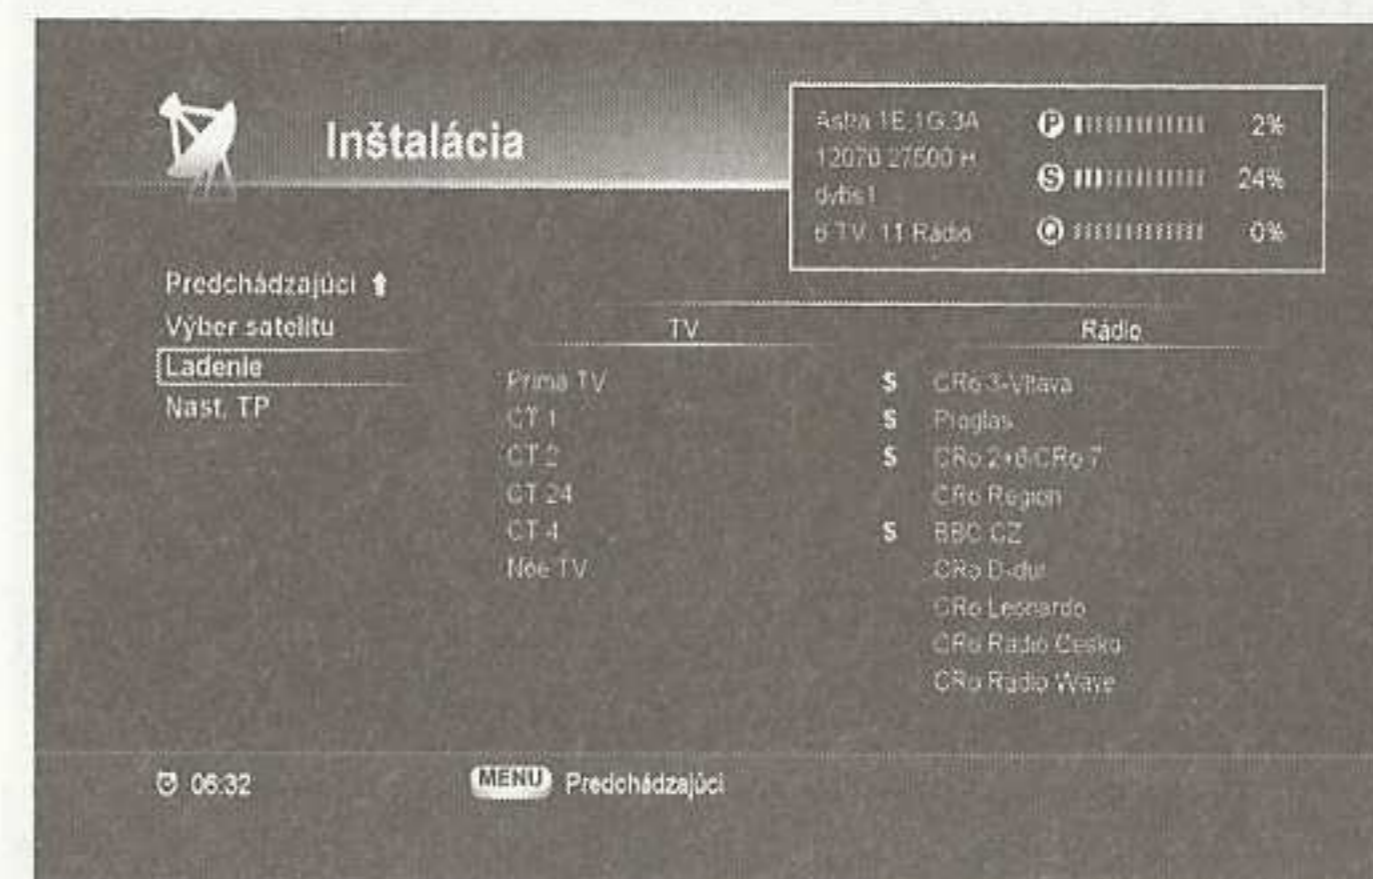 Inštalácia
Astra 1E,1G,3A
12070 27500 H
dvbs1
6 TV, 11 Rádio
P 2%
S 24%
Q 0%
Predchádzajúci
Výber satelitu
Ladenie
Nast. TP
TV
Prima TV
CT 1
CT 2
CT 24
CT 4
Noe TV
Rádio
$ CRo 3-Vltava
$ Proglas
$ CRo 2+6/CRo 7
CRo Region
$ BBC CZ
CRo D-dur
CRo Leonardo
CRo Radio Cesko
CRo Radio Wave
06:32
MENU Predchádzajúci